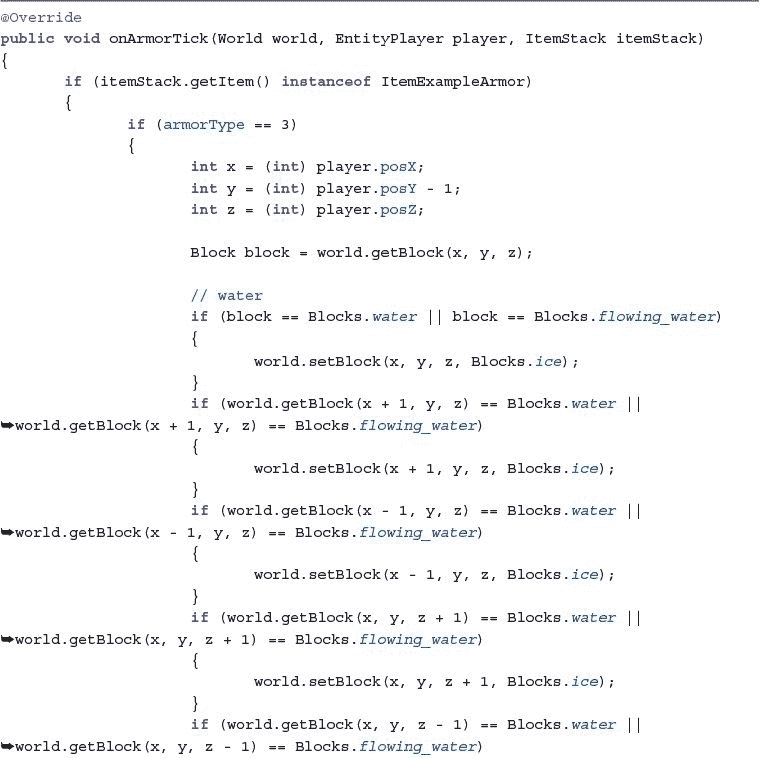 @Override
public void onArmorTick(World world, EntityPlayer player, ItemStack itemStack)
{
if (itemStack.getItem() instanceof ItemExampleArmor)
{
if (armorType == 3)
{
int x = (int) player.posX;
int y = (int) player.posY - 1;
int z = (int) player.posZ;
Block block = world.getBlock(x, y, z);
// water
if (block == Blocks.water || block == Blocks.flowing_water)
{
world.setBlock(x, y, z, Blocks.ice);
}
if (world.getBlock(x + 1, y, z) == Blocks.water ||
➥world.getBlock(x + 1, y, z) == Blocks.flowing_water)
{
world.setBlock(x + 1, y, z, Blocks.ice);
}
if (world.getBlock(x - 1, y, z) == Blocks.water ||
➥world.getBlock(x - 1, y, z) == Blocks.flowing_water)
{
world.setBlock(x - 1, y, z, Blocks.ice);
}
if (world.getBlock(x, y, z + 1) == Blocks.water ||
➥world.getBlock(x, y, z + 1) == Blocks.flowing_water)
{
world.setBlock(x, y, z + 1, Blocks.ice);
}
if (world.getBlock(x, y, z - 1) == Blocks.water ||
➥world.getBlock(x, y, z - 1) == Blocks.flowing_water)